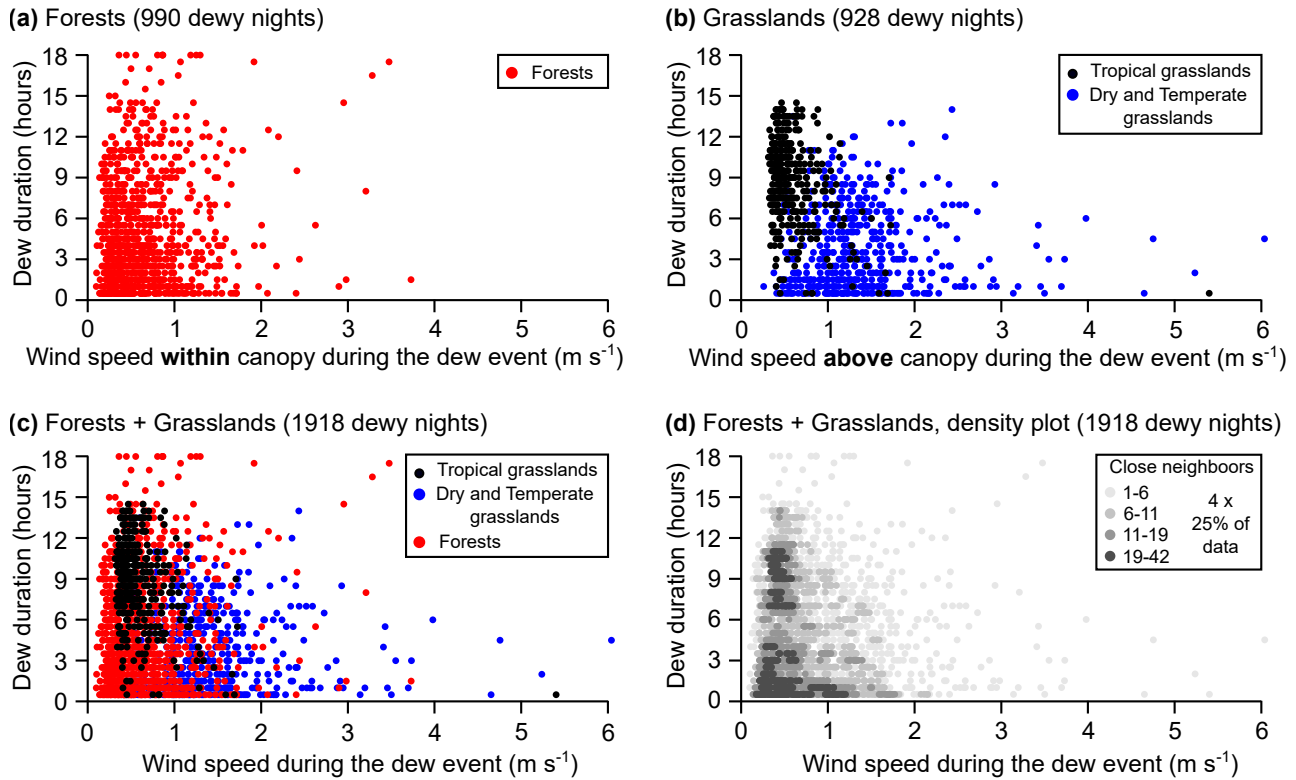 (a) Forests (990 dewy nights)
Dew duration (hours)
18
15
12
9
6
3
0
Forests
0 1 2 3 4 5 6
Wind speed within canopy during the dew event (m s-1)
(b) Grasslands (928 dewy nights)
Dew duration (hours)
18
15
12
9
6
3
0
Tropical grasslands
Dry and Temperate
grasslands
0 1 2 3 4 5 6
Wind speed above canopy during the dew event (m s-1)
(c) Forests + Grasslands (1918 dewy nights)
Dew duration (hours)
18
15
12
9
6
3
0
Tropical grasslands
Dry and Temperate
grasslands
Forests
0 1 2 3 4 5 6
Wind speed during the dew event (m s-1)
(d) Forests + Grasslands, density plot (1918 dewy nights)
Dew duration (hours)
18
15
12
9
6
3
0
Close neighboors
1-6
6-11
11-19
19-42
4 x
25% of
data
0 1 2 3 4 5 6
Wind speed during the dew event (m s-1)